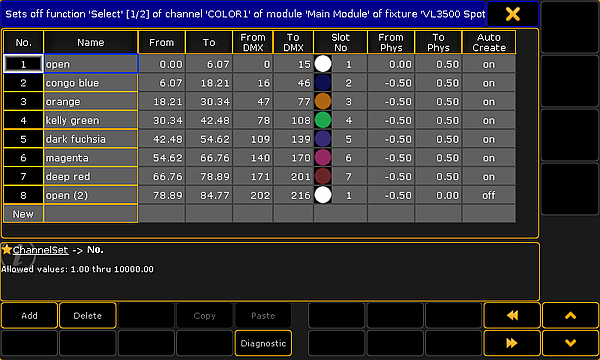 Sets off function 'Select' [1/2] of channel 'COLOR1' of module 'Main Module' of fixture 'VL3500 Spot
No. Name From To From DMX To DMX Slot No From Phys To Phys Auto Create
1 open 0.00 6.07 0 15 1 0.00 0.50 on
2 congo blue 6.07 18.21 16 46 2 -0.50 0.50 on
3 orange 18.21 30.34 47 77 3 -0.50 0.50 on
4 kelly green 30.34 42.48 78 108 4 -0.50 0.50 on
5 dark fuchsia 42.48 54.62 109 139 5 -0.50 0.50 on
6 magenta 54.62 66.76 140 170 6 -0.50 0.50 on
7 deep red 66.76 78.89 171 201 7 -0.50 0.50 on
8 open (2) 78.89 84.77 202 216 1 -0.50 0.00 off
New
ChannelSet -> No.
Allowed values: 1.00 thru 10000.00
Add Delete Copy Paste
Diagnostic